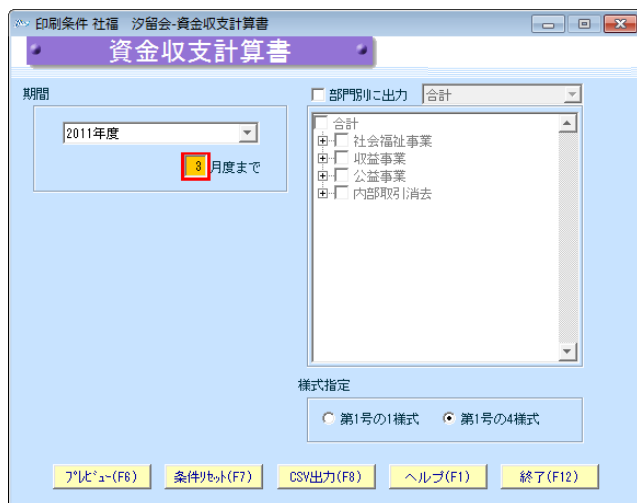 印刷条件 社福 汐留会-資金収支計算書
資金収支計算書
期間
2011年度
3 月度まで
部門別に出力 合計
合計
社会福祉事業
収益事業
公益事業
内部取引消去
様式指定
第1号の1様式 第1号の4様式
ﾌﾟﾚﾋﾞｭｰ(F6) 条件ﾘｾｯﾄ(F7) CSV出力(F8) ヘルプ(F1) 終了(F12)